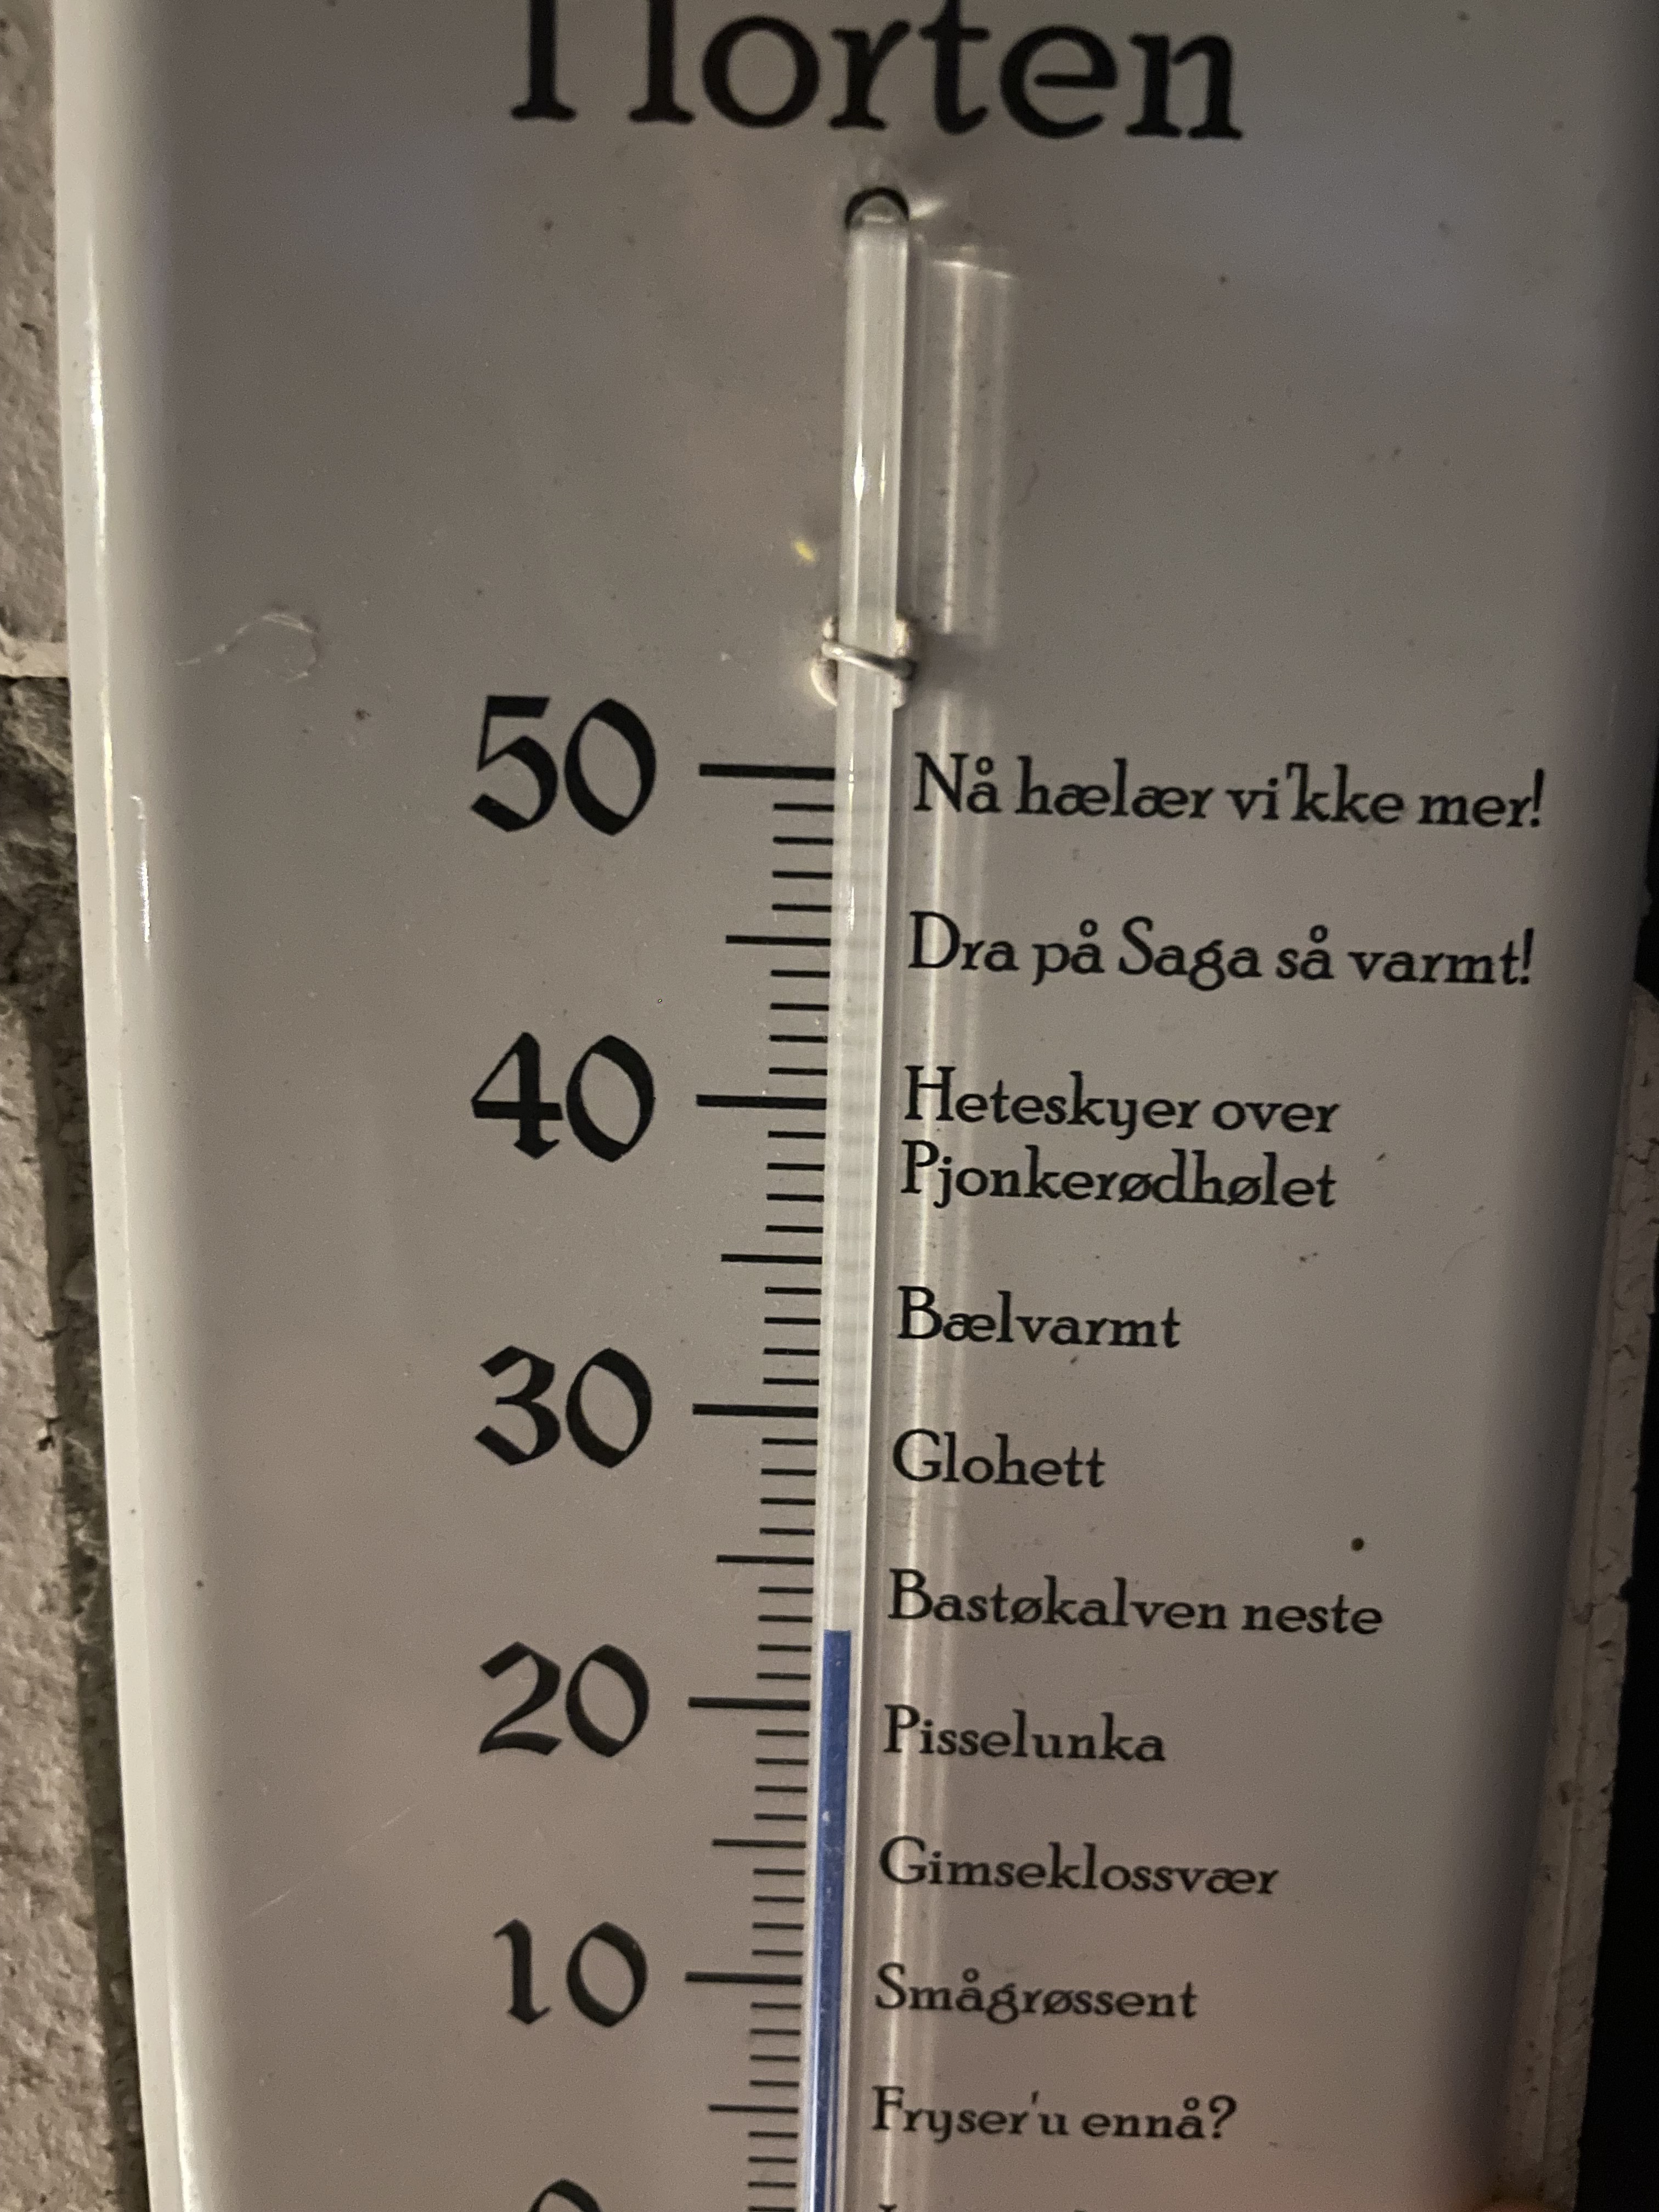 Horten
50 Nå hælær vi'kke mer!
Dra på Saga så varmt!
40 Heteskyer over
Pjonkerødhølet
Bælvarmt
30 Glohett
Bastøkalven neste
20 Pisselunka
Gimseklossvær
10 Smågrøssent
Fryser'u ennå?
0